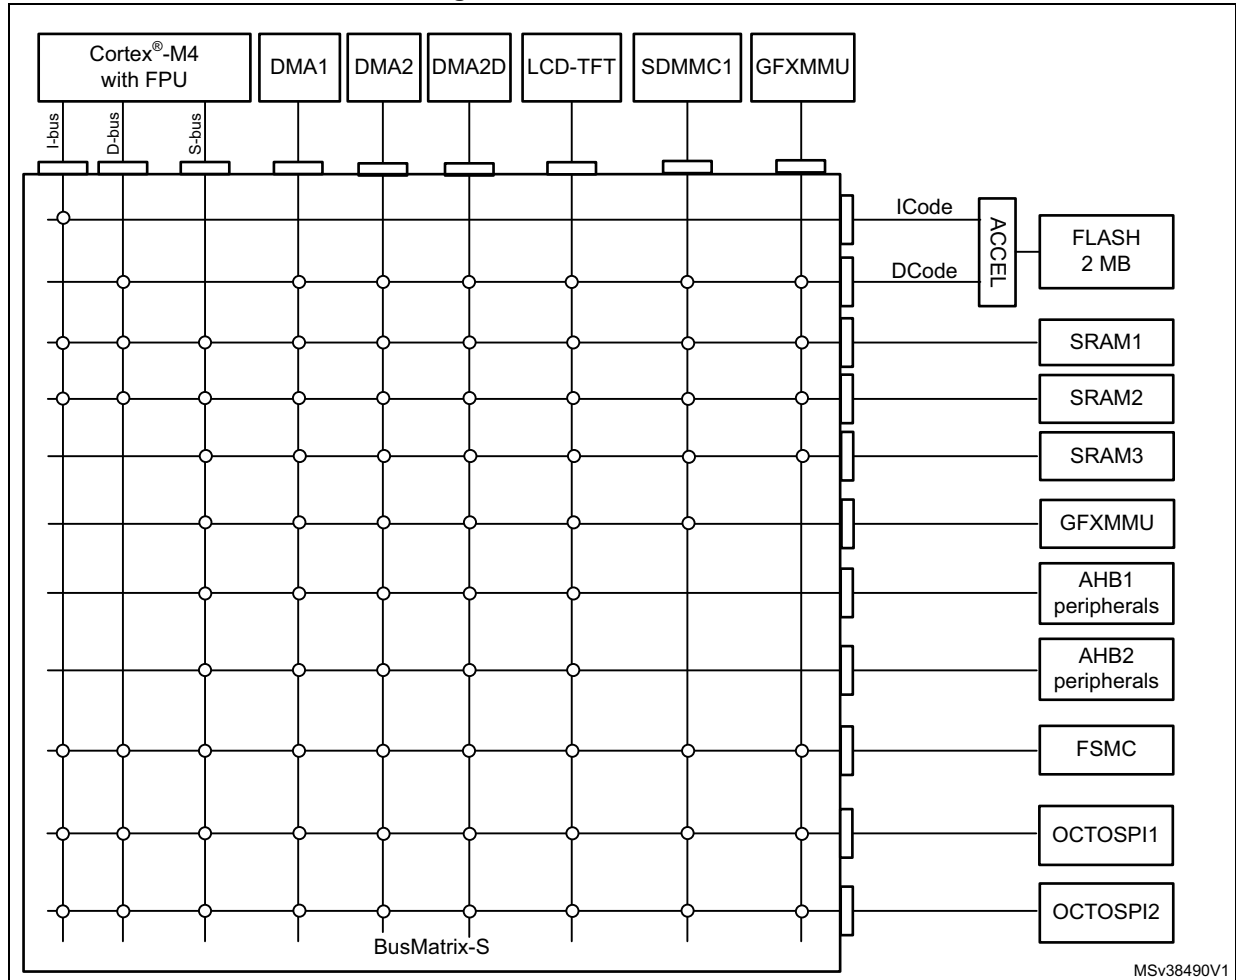 Cortex®-M4
with FPU
DMA1
DMA2
DMA2D
LCD-TFT
SDMMC1
GFXMMU
I-bus
D-bus
S-bus
ICode
DCode
ACCEL
FLASH
2 MB
SRAM1
SRAM2
SRAM3
GFXMMU
AHB1
peripherals
AHB2
peripherals
FSMC
OCTOSPI1
OCTOSPI2
BusMatrix-S
MSv38490V1